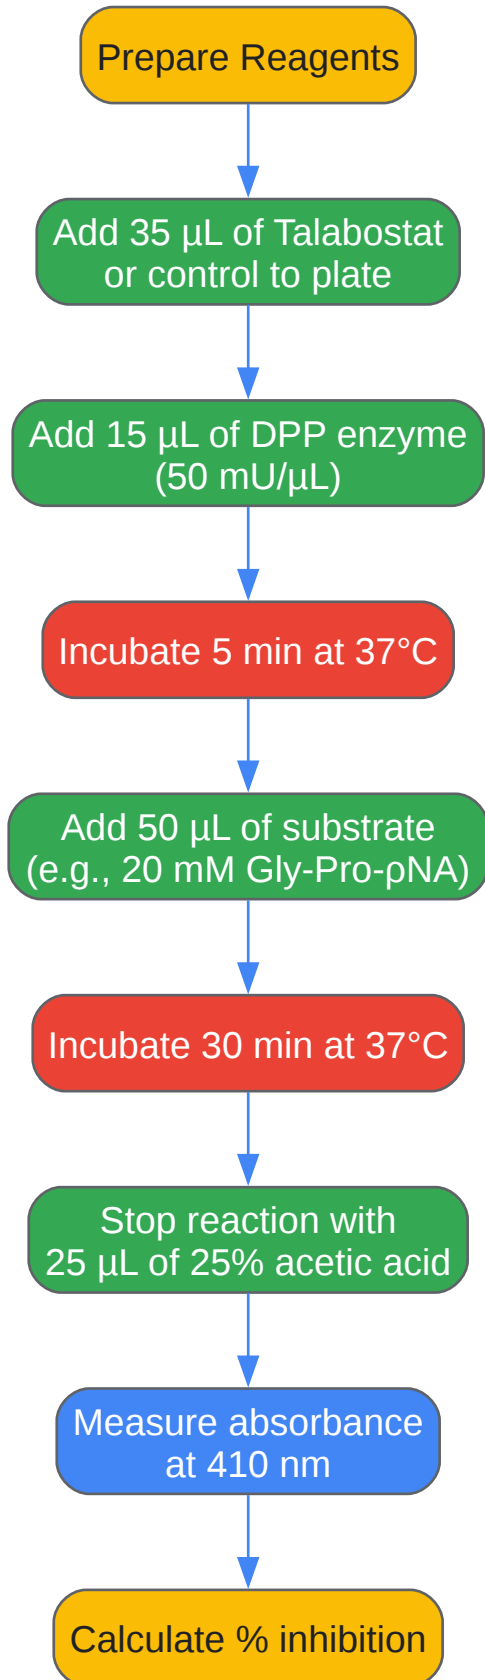 Prepare Reagents
Add 35 µL of Talabostat
or control to plate
Add 15 µL of DPP enzyme
(50 mU/µL)
Incubate 5 min at 37°C
Add 50 µL of substrate
(e.g., 20 mM Gly-Pro-ρNA)
Incubate 30 min at 37°C
Stop reaction with
25 µL of 25% acetic acid
Measure absorbance
at 410 nm
Calculate % inhibition